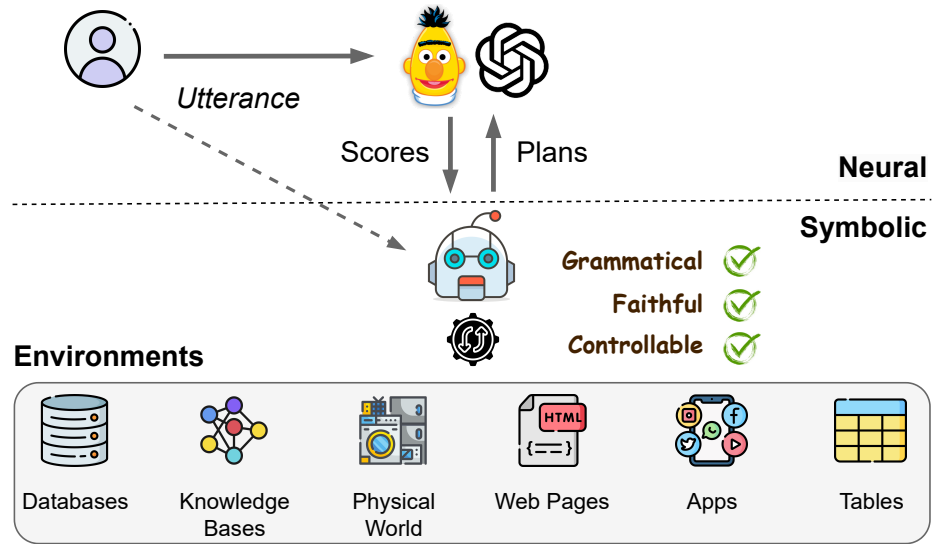 Utterance
Scores
Plans
Neural
Symbolic
Grammatical
Faithful
Controllable
Environments
HTML
{==}
Databases
Knowledge
Bases
Physical
World
Web Pages
Apps
Tables